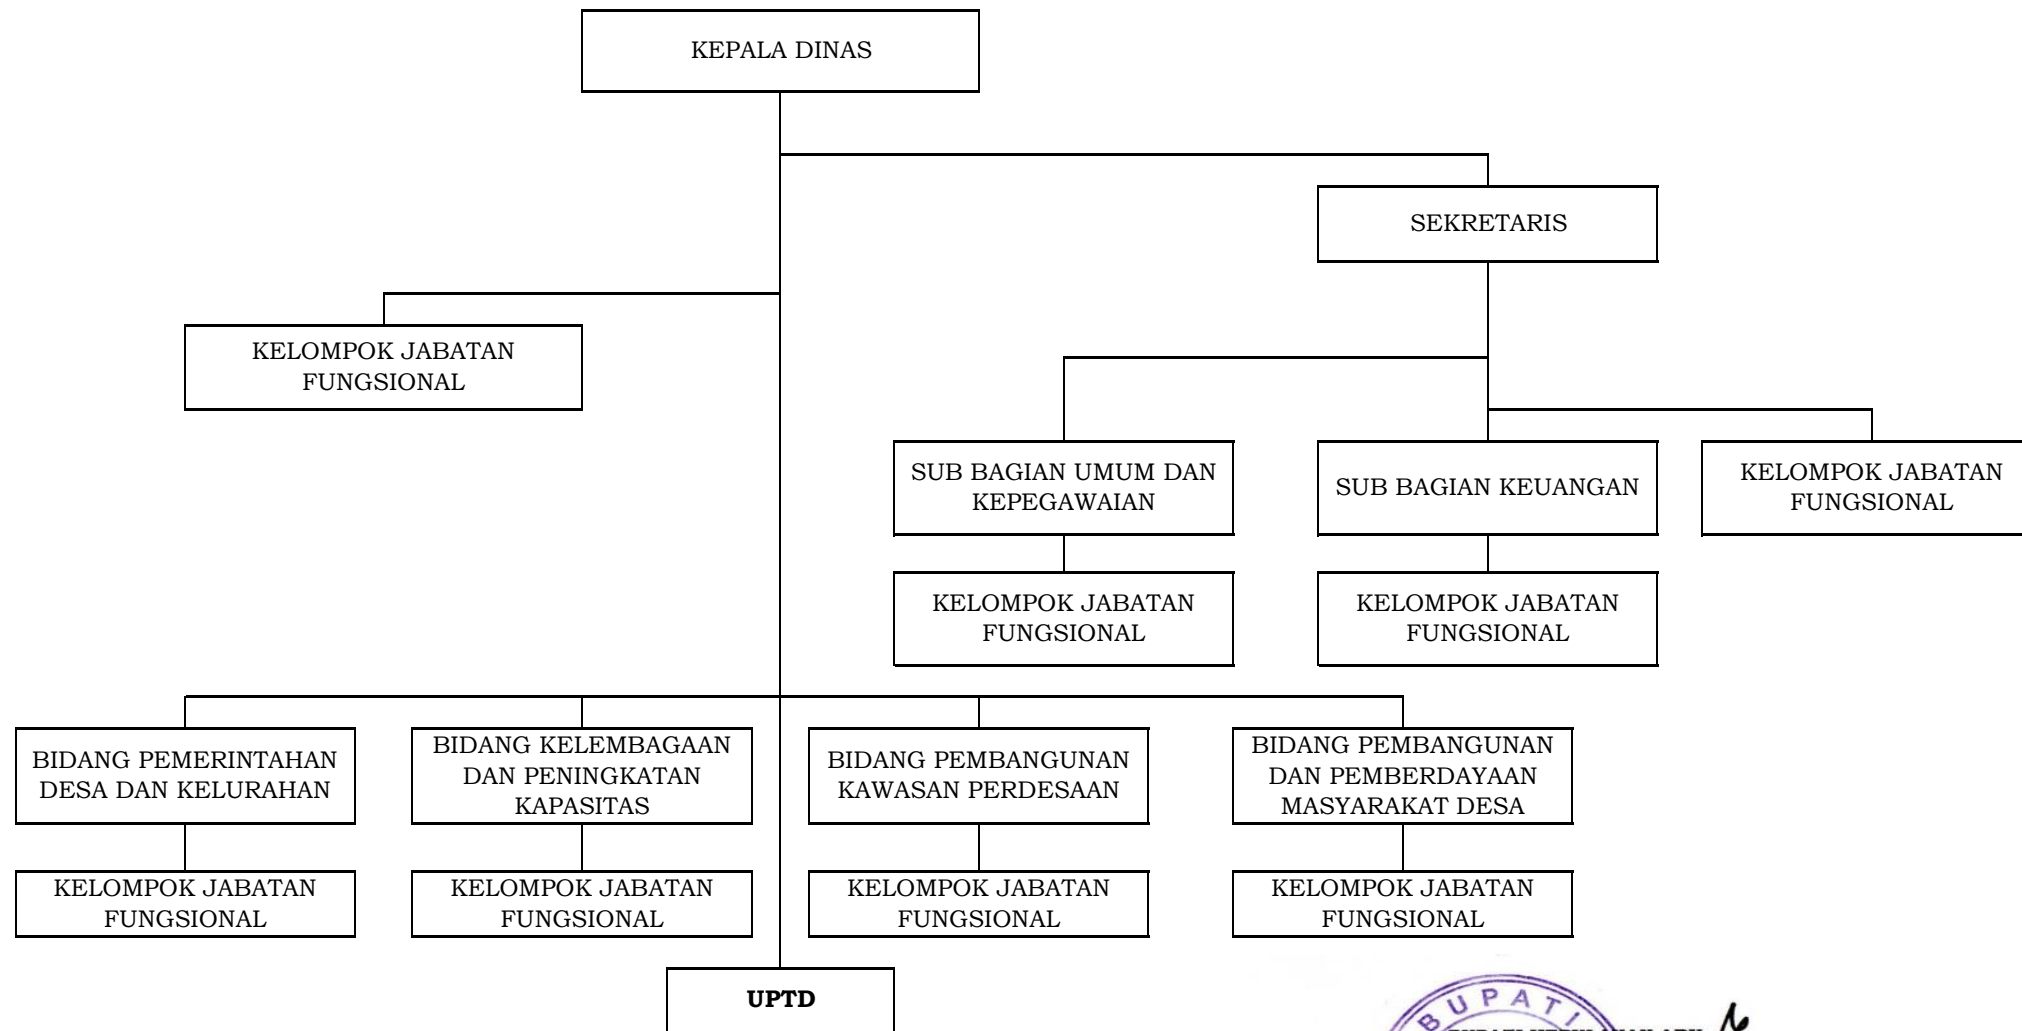 KEPALA DINAS
SEKRETARIS
KELOMPOK JABATAN
FUNGSIONAL
SUB BAGIAN UMUM DAN
KEPEGAWAIAN
SUB BAGIAN KEUANGAN
KELOMPOK JABATAN
FUNGSIONAL
KELOMPOK JABATAN
FUNGSIONAL
KELOMPOK JABATAN
FUNGSIONAL
BIDANG PEMERINTAHAN
DESA DAN KELURAHAN
BIDANG KELEMBAGAAN
DAN PENINGKATAN
KAPASITAS
BIDANG PEMBANGUNAN
KAWASAN PERDESAAN
BIDANG PEMBANGUNAN
DAN PEMBERDAYAAN
MASYARAKAT DESA
KELOMPOK JABATAN
FUNGSIONAL
KELOMPOK JABATAN
FUNGSIONAL
KELOMPOK JABATAN
FUNGSIONAL
KELOMPOK JABATAN
FUNGSIONAL
UPTD
BUPATI